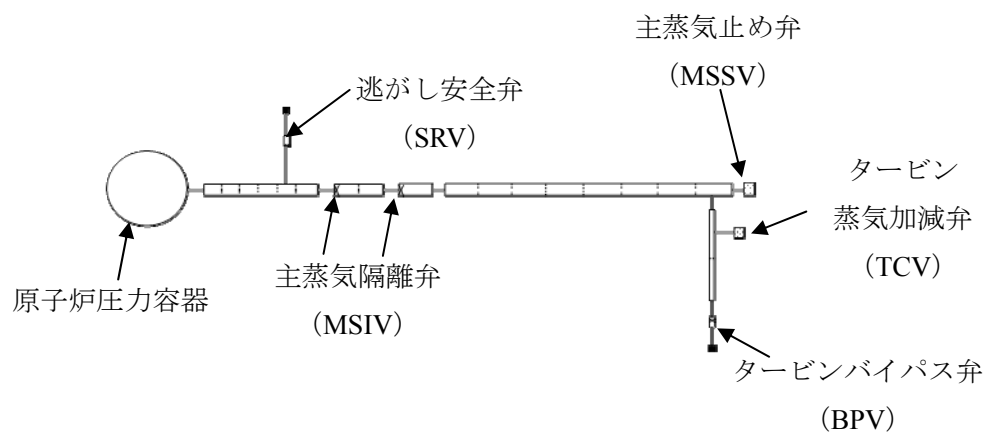 主蒸気止め弁
(MSSV)
逃がし安全弁
(SRV)
タービン
蒸気加減弁
(TCV)
原子炉圧力容器
主蒸気隔離弁
(MSIV)
タービンバイパス弁
(BPV)